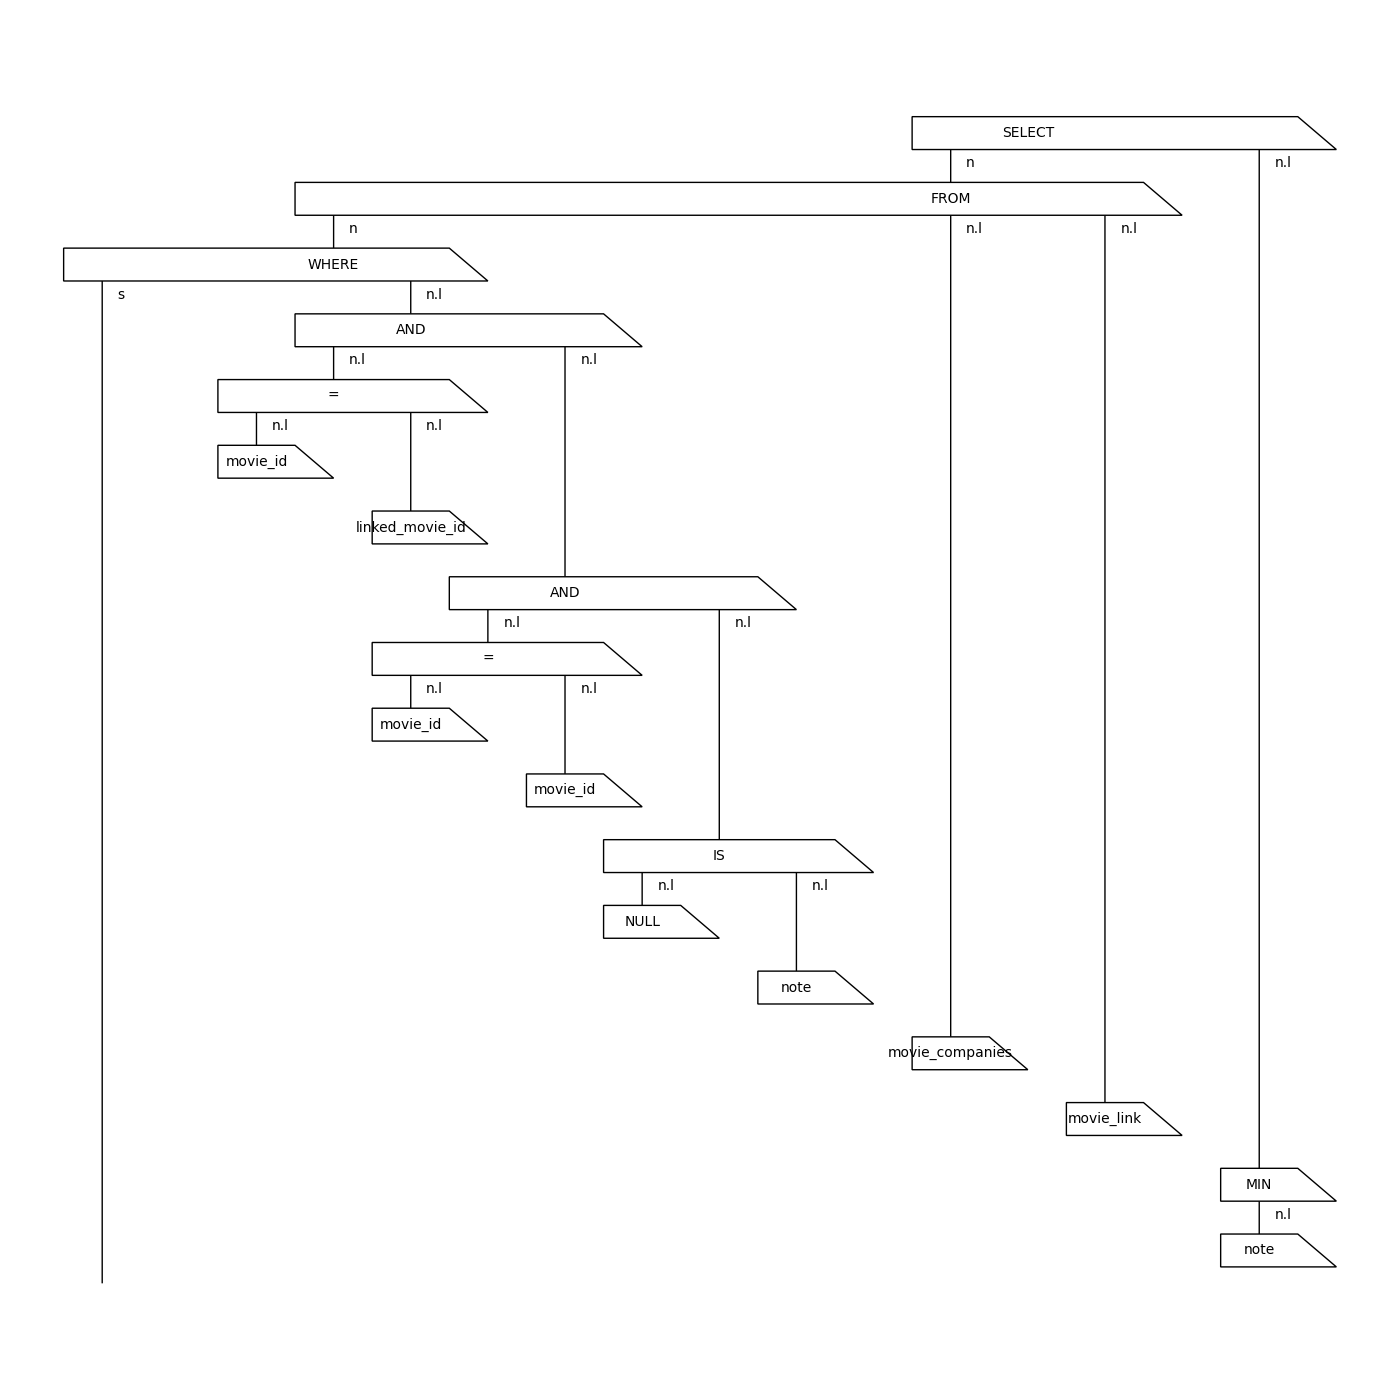 SELECT
n n.l
FROM
n n.l n.l
WHERE
s n.l
AND
n.l n.l
=
n.l n.l
movie_id
linked_movie_id
AND
n.l n.l
=
n.l n.l
movie_id
movie_id
IS
n.l n.l
NULL
note
movie_companies
movie_link
MIN
n.l
note